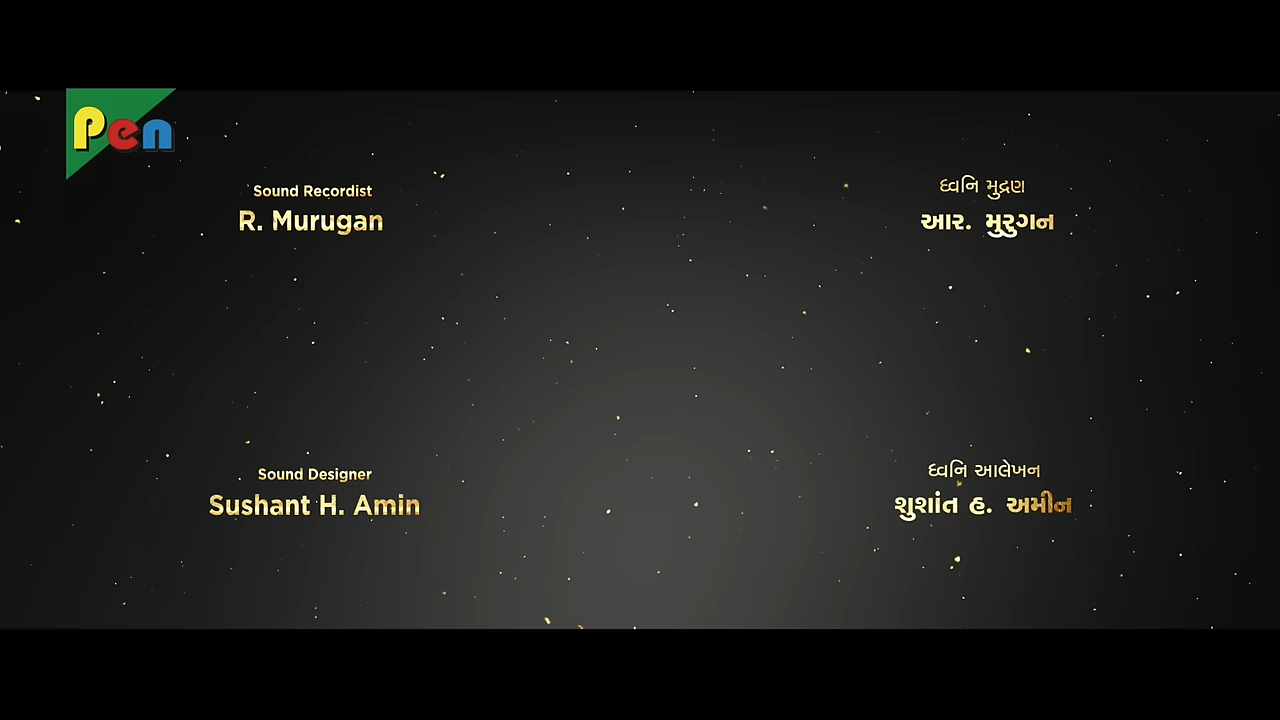 Pen
Sound Recordist
R. Murugan
ધ્વનિ મુદ્રણ
આર. મુરુગન
Sound Designer
Sushant H. Amin
ધ્વનિ આલેખન
શુશાંત હ. અમીન